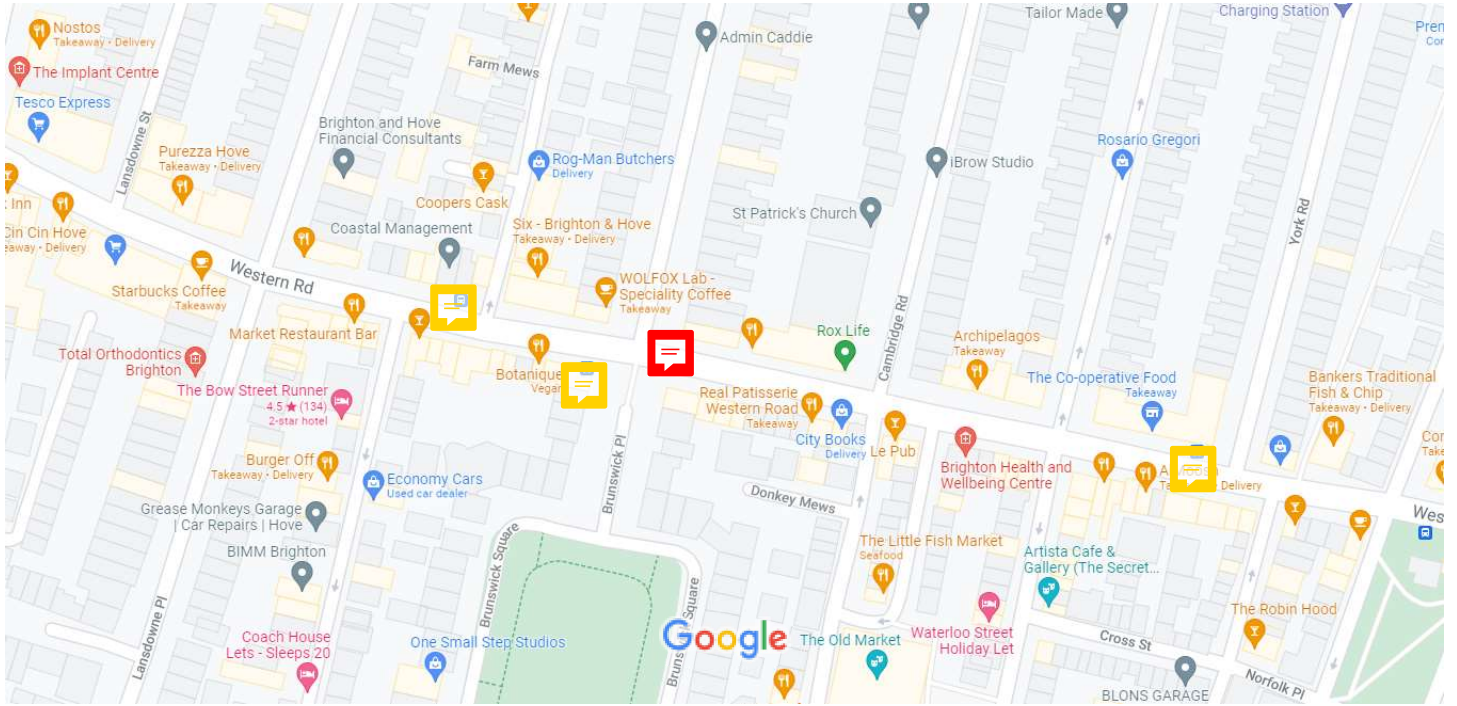 Nostos
Takeaway • Delivery
The Implant Centre
Tesco Express
Lansdowne St
Purezza Hove
Takeaway • Delivery
Brighton and Hove
Financial Consultants
Farm Mews
Admin Caddie
Tailor Made
Charging Station
Rog-Man Butchers
Delivery
Coopers Cask
iBrow Studio
Rosario Gregori
Inn
Cin Cin Hove
Delivery
Coastal Management
Six - Brighton & Hove
Takeaway • Delivery
St Patrick's Church
York Rd
Starbucks Coffee
Takeaway
Western Rd
WOLFOX Lab -
Speciality Coffee
Takeaway
Market Restaurant Bar
Rox Life
Cambridge Rd
Archipelagos
Takeaway
Total Orthodontics
Brighton
The Bow Street Runner
4.5 ★ (134)
2-star hotel
Botanique
Vegan
Real Patisserie
Western Road
Takeaway
The Co-operative Food
Takeaway
Bankers Traditional
Fish & Chip
Takeaway • Delivery
City Books
Delivery
Le Pub
Burger Off
Takeaway • Delivery
Economy Cars
Used car dealer
Brunswick Pl
Brighton Health and
Wellbeing Centre
Delivery
Donkey Mews
Grease Monkeys Garage
| Car Repairs | Hove
BIMM Brighton
Brunswick Square
The Little Fish Market
Seafood
Artista Cafe &
Gallery (The Secret...
Wes
Lansdowne Pl
Coach House
Lets - Sleeps 20
One Small Step Studios
Google
Square
The Old Market
Waterloo Street
Holiday Let
Cross St
The Robin Hood
Norfolk Pl
BLONS GARAGE